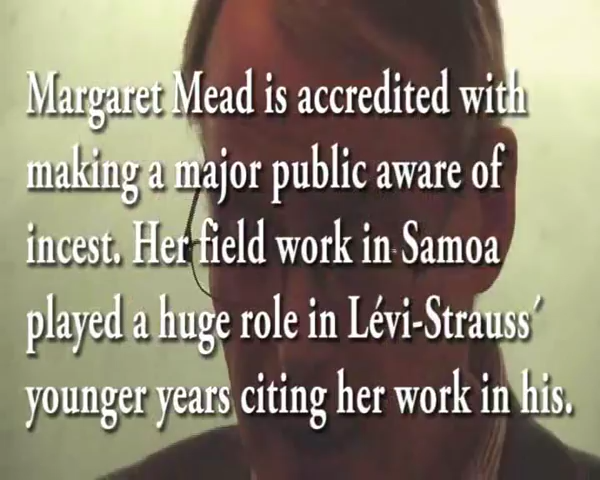 Margaret Mead is accredited with
making a major public aware of
incest. Her field work in Samoa
played a huge role in Lévi-Strauss´
younger years citing her work in his.